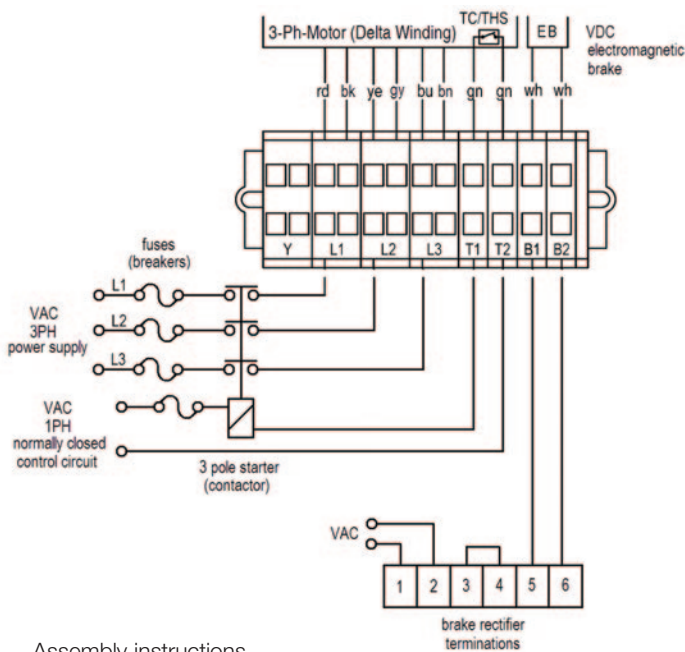 3-Ph-Motor (Delta Winding)
TC/THS
EB
VDC
electromagnetic
brake
rd bk ye gy bu bn gn gn wh wh
Y L1 L2 L3 T1 T2 B1 B2
fuses
(breakers)
L1
VAC
3PH
power supply
L2
L3
VAC
1PH
normally closed
control circuit
3 pole starter
(contactor)
VAC
1 2 3 4 5 6
brake rectifier
terminations